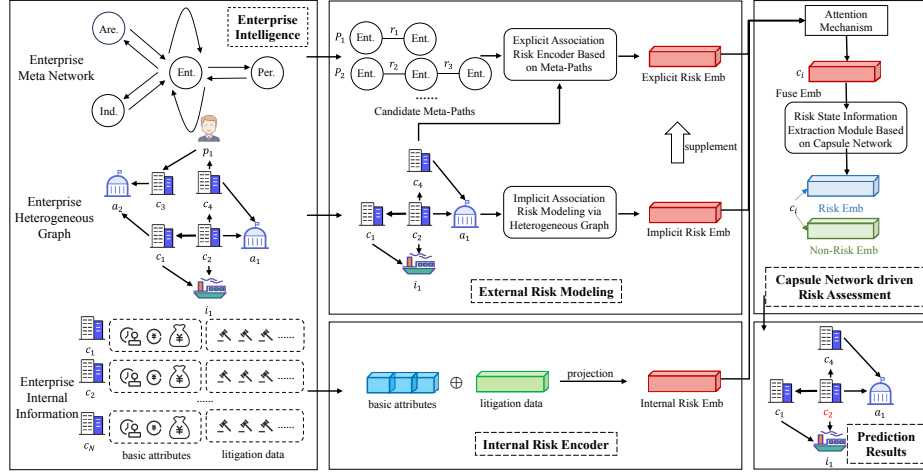 Enterprise
Intelligence
Are.
Enterprise
Meta Network
Ent.
Per.
Ind.
p1
Enterprise
Heterogeneous
Graph
a2
c3
c4
c1
c2
a1
i1
c1
Enterprise
Internal
Information
c2
......
......
......
cN
......
basic attributes
litigation data
P1
Ent.
r1
Ent.
P2
Ent.
r2
Ent.
r3
Ent.
......
Candidate Meta-Paths
Explicit Association
Risk Encoder Based
on Meta-Paths
Explicit Risk Emb
supplement
c4
c1
c2
a1
i1
Implicit Association
Risk Modeling via
Heterogeneous Graph
Implicit Risk Emb
External Risk Modeling
basic attributes
⊕
litigation data
projection
Internal Risk Emb
Internal Risk Encoder
Attention
Mechanism
ci
Fuse Emb
Risk State Information
Extraction Module Based
on Capsule Network
Risk Emb
ci
Non-Risk Emb
Capsule Network driven
Risk Assessment
c4
c1
c2
a1
i1
Prediction
Results